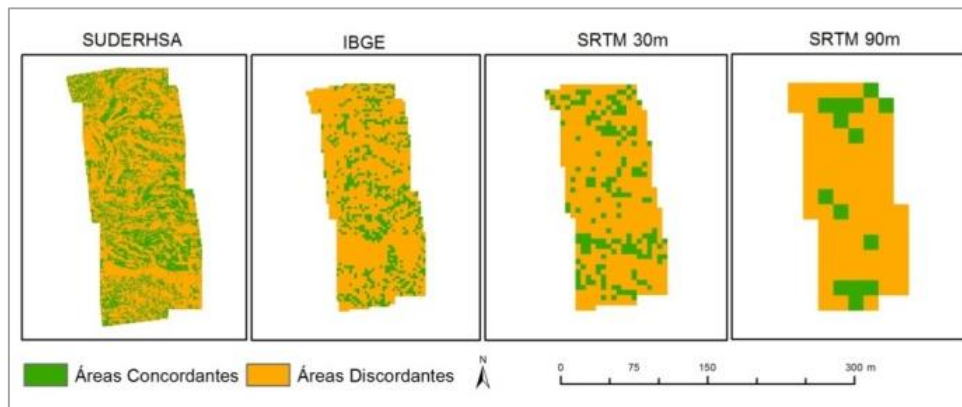 SUDERHSA IBGE SRTM 30m SRTM 90m
Áreas Concordantes Áreas Discordantes N 0 75 150 300 m